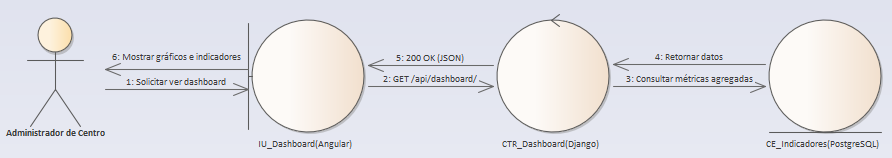 6: Mostrar gráficos e indicadores
1: Solicitar ver dashboard
5: 200 OK (JSON)
2: GET /api/dashboard/
4: Retornar datos
3: Consultar métricas agregadas
Administrador de Centro
IU_Dashboard(Angular)
CTR_Dashboard(Django)
CE_Indicadores(PostgreSQL)